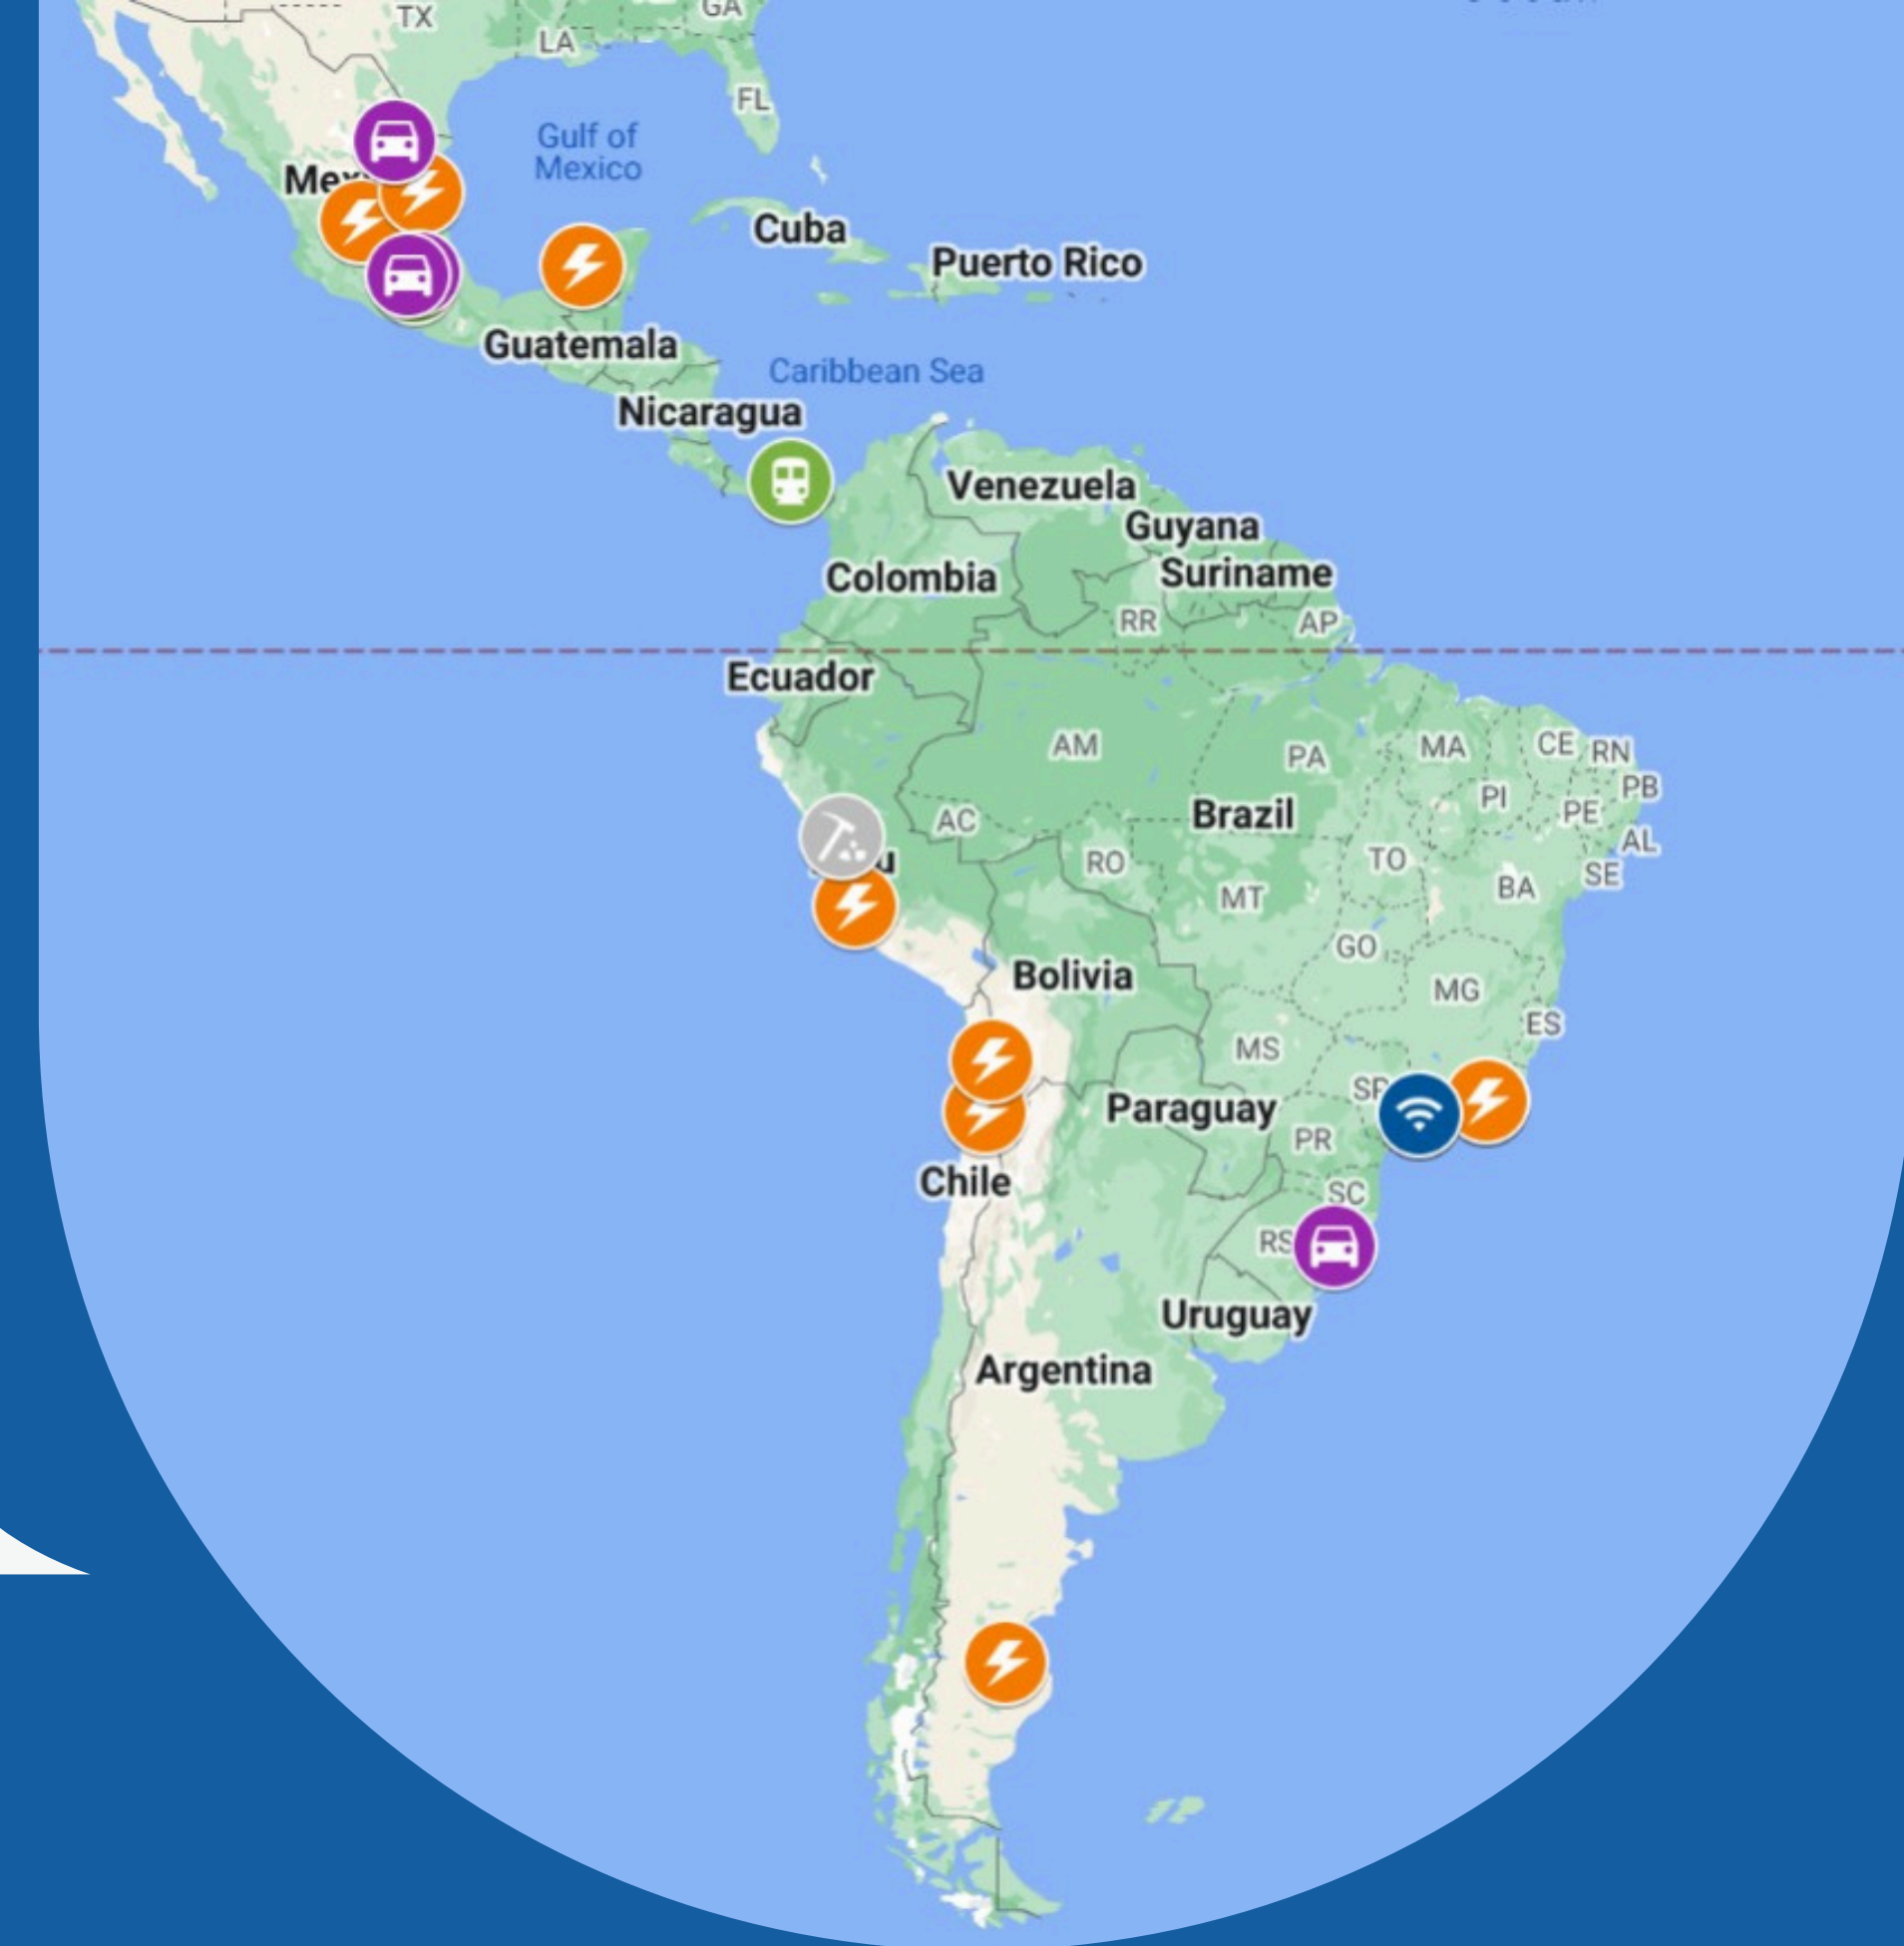 TX
GA
LA
FL
Gulf of
Mexico
Cuba
Puerto Rico
Guatemala
Caribbean Sea
Nicaragua
Venezuela
Guyana
Colombia
Suriname
RR
AP
Ecuador
AM
PA
MA
CE
RN
PI
PB
PE
Brazil
AC
AL
RO
TO
SE
MT
BA
GO
Bolivia
MG
ES
MS
SP
Paraguay
PR
Chile
SC
RS
Uruguay
Argentina